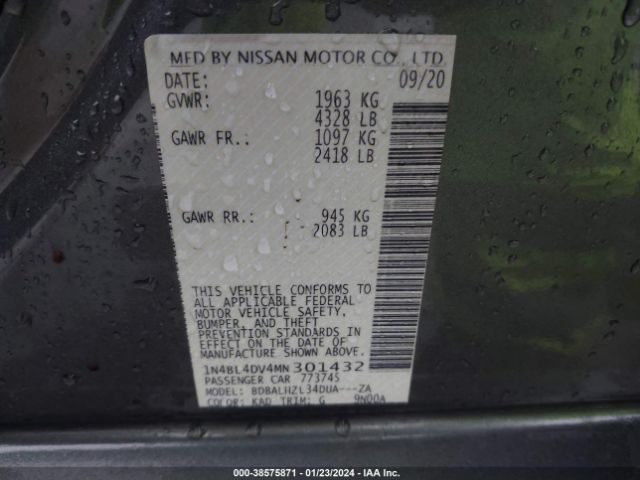 MFD BY NISSAN MOTOR CO., LTD.
DATE: 09/20
GVWR: 1963 KG
4328 LB
GAWR FR.: 1097 KG
2418 LB
GAWR RR.: 945 KG
2083 LB
THIS VEHICLE CONFORMS TO
ALL APPLICABLE FEDERAL
MOTOR VEHICLE SAFETY,
BUMPER, AND THEFT
PREVENTION STANDARDS IN
EFFECT ON THE DATE OF
MANUFACTURE SHOWN ABOVE.
1N4BL4DV4MN301432
PASSENGER CAR 773745
MODEL: BDBALHZL34DUA---ZA
COLOR: KAD TRIM: G 9N00A
000-38575871 - 01/23/2024 - IAA Inc.